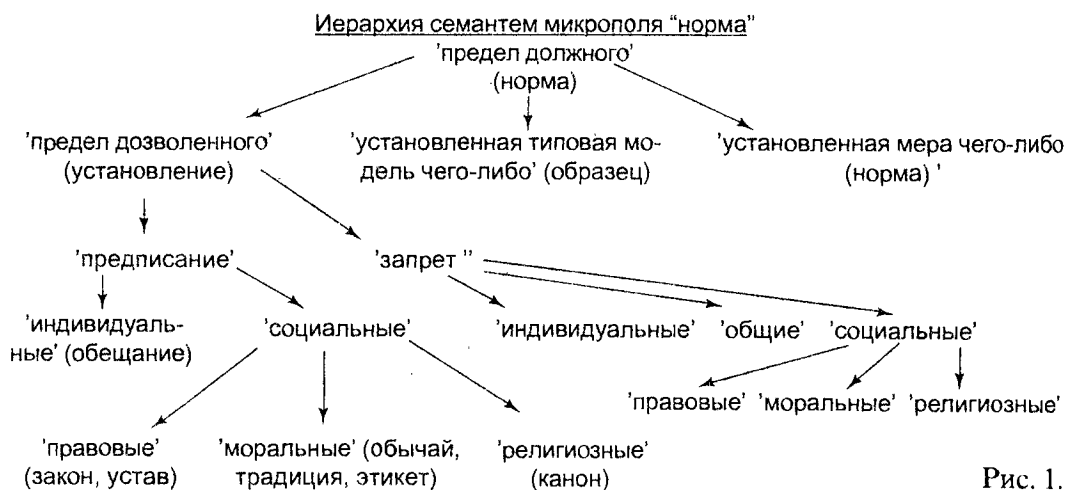 Иерархия семантем микрополя "норма"
'предел должного'
(норма)
'предел дозволенного' 'установленная типовая мо- 'установленная мера чего-либо
(установление) дель чего-либо' (образец) (норма) '
'предписание' 'запрет "
'индивидуаль- 'социальные' 'индивидуальные' 'общие' 'социальные'
ные' (обещание)
'правовые' 'моральные' 'религиозные'
'правовые' 'моральные' (обычай, 'религиозные'
(закон, устав) традиция, этикет) (канон)
Рис. 1.